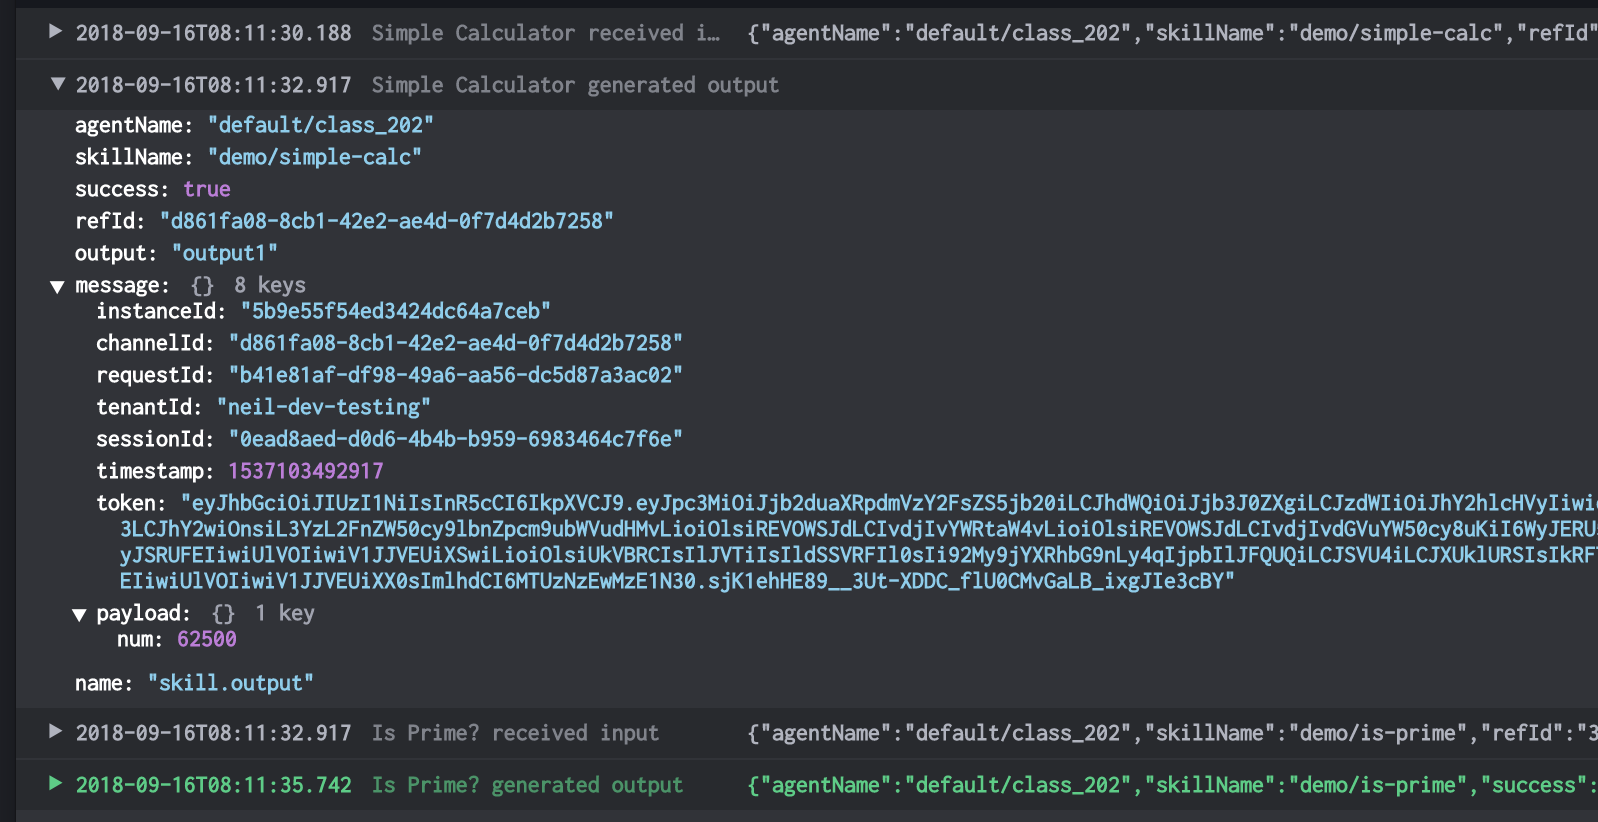 2018-09-16T08:11:30.188 Simple Calculator received i… {"agentName":"default/class_202","skillName":"demo/simple-calc","refId"
2018-09-16T08:11:32.917 Simple Calculator generated output
agentName: "default/class_202"
skillName: "demo/simple-calc"
success: true
refId: "d861fa08-8cb1-42e2-ae4d-0f7d4d2b7258"
output: "output1"
message: {} 8 keys
instanceId: "5b9e55f54ed3424dc64a7ceb"
channelId: "d861fa08-8cb1-42e2-ae4d-0f7d4d2b7258"
requestId: "b41e81af-df98-49a6-aa56-dc5d87a3ac02"
tenantId: "neil-dev-testing"
sessionId: "0ead8aed-d0d6-4b4b-b959-6983464c7f6e"
timestamp: 1537103492917
token: "eyJhbGciOiJIUzI1NiIsInR5cCI6IkpXVCJ9.eyJpc3MiOiJjb2duaXRpdmVzY2FsZS5jb20iLCJhdWQiOiJjb3J0ZXgiLCJzdWIiOiJhY2hlcHVyIiwi
3LCJhY2wiOnsiL3YzL2FnZW50cy9lbnZpcm9ubWVudHMvLioiOlsiREVOWSJdLCIvdjIvYWRtaW4vLioiOlsiREVOWSJdLCIvdjIvdGVuYW50cy8uKiI6WyJERU
yJSRUFEIiwiUlVOIiwiV1JJVEUiXSwiLioiOlsiUkVBRCIsIlJVTiIsIldSSVRFIl0sIi92My9jYXRhbG9nLy4qIjpbIlJFQUQiLCJSVU4iLCJXUklURSIsIkRF
EIiwiUlVOIiwiV1JJVEUiXX0sImlhdCI6MTUzNzEwMzE1N30.sjK1ehHE89__3Ut-XDDC_flU0CMvGaLB_ixgJIe3cBY"
payload: {} 1 key
num: 62500
name: "skill.output"
2018-09-16T08:11:32.917 Is Prime? received input {"agentName":"default/class_202","skillName":"demo/is-prime","refId":"3
2018-09-16T08:11:35.742 Is Prime? generated output {"agentName":"default/class_202","skillName":"demo/is-prime","success":